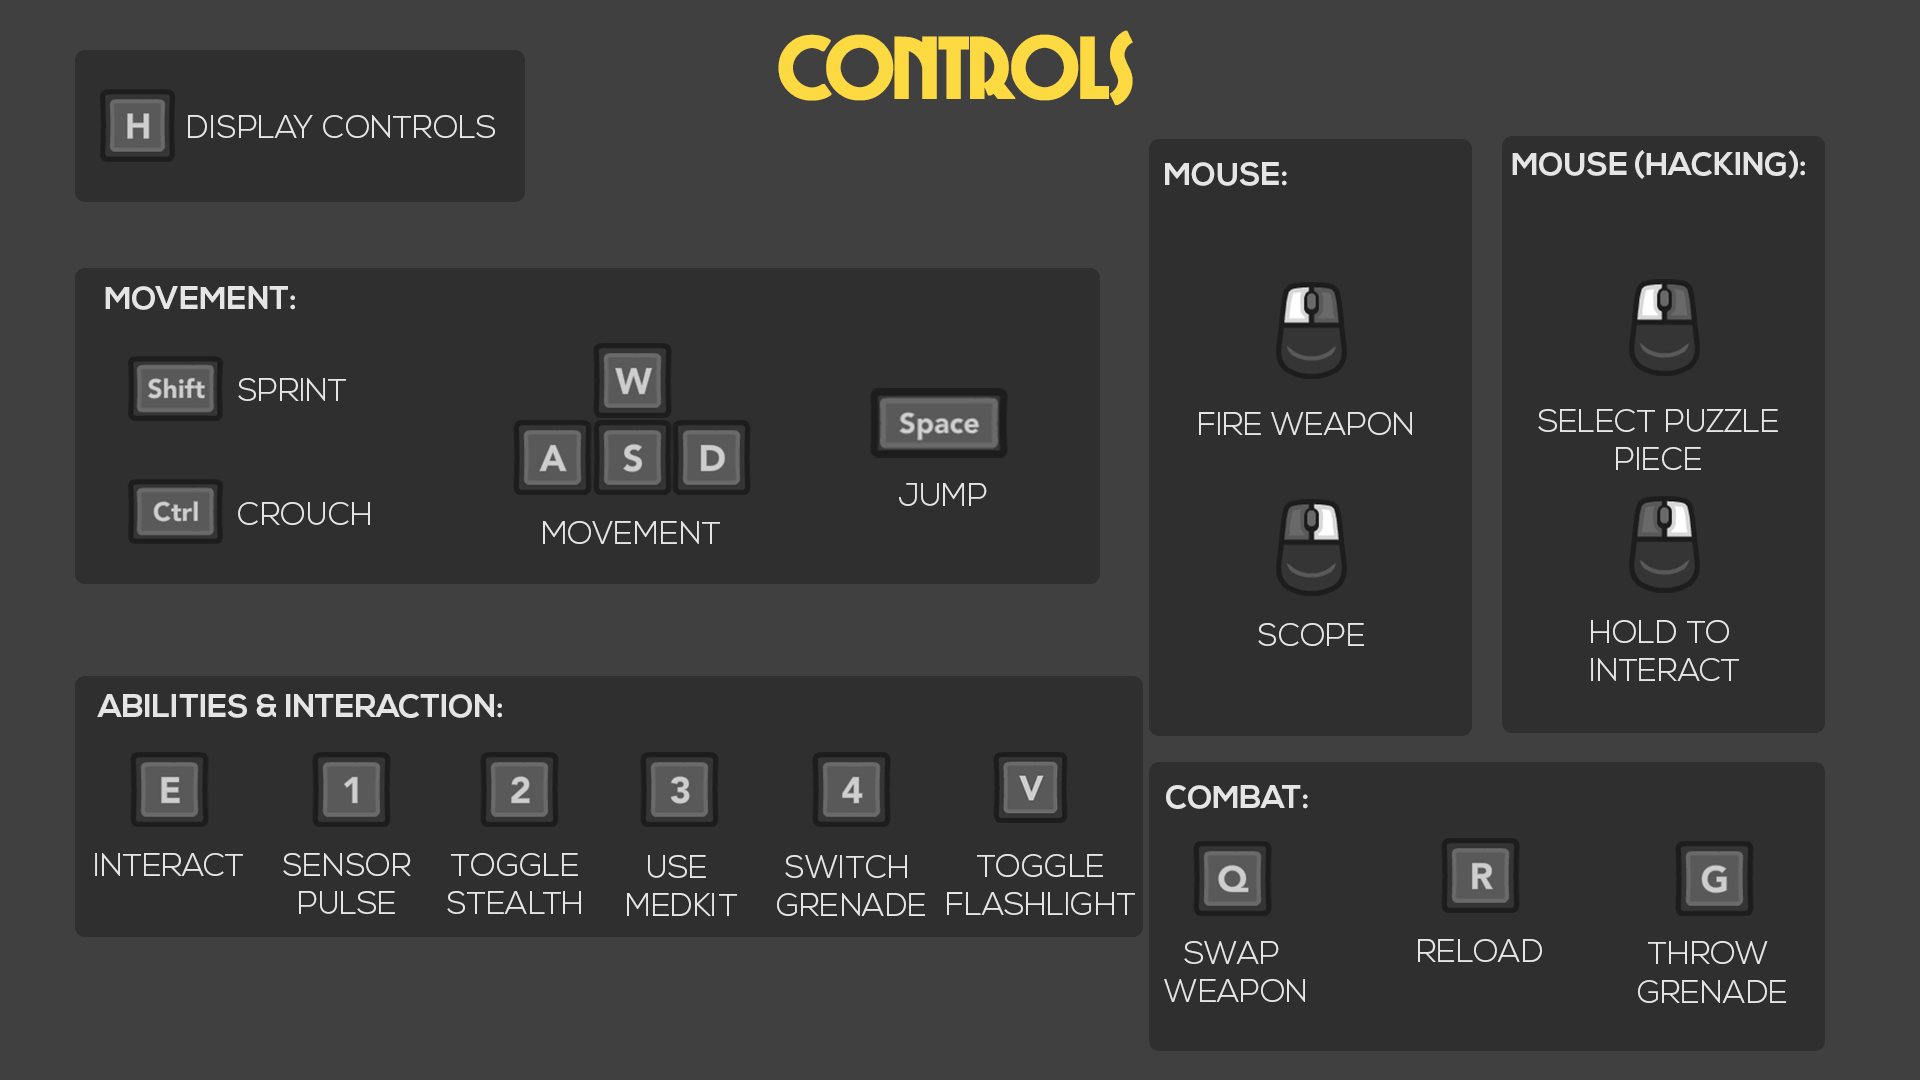 CONTROLS
H
DISPLAY CONTROLS
MOVEMENT:
Shift
SPRINT
Ctrl
CROUCH
W
A
S
D
MOVEMENT
Space
JUMP
MOUSE:
FIRE WEAPON
SCOPE
MOUSE (HACKING):
SELECT PUZZLE
PIECE
HOLD TO
INTERACT
ABILITIES & INTERACTION:
E
INTERACT
1
SENSOR
PULSE
2
TOGGLE
STEALTH
3
USE
MEDKIT
4
SWITCH
GRENADE
V
TOGGLE
FLASHLIGHT
COMBAT:
Q
SWAP
WEAPON
R
RELOAD
G
THROW
GRENADE